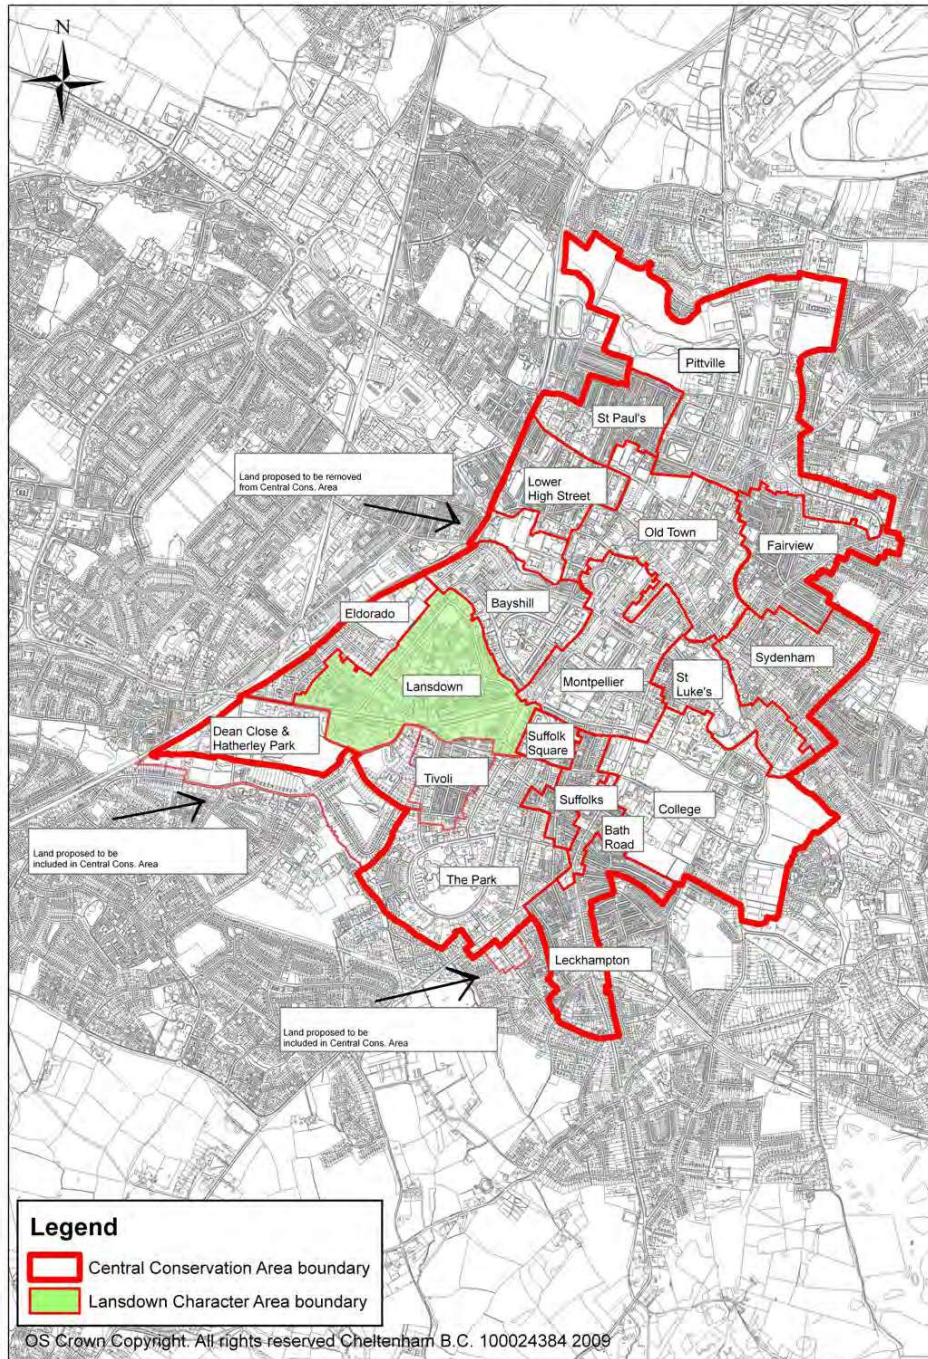 N
Pittville
St Paul's
Land proposed to be removed
from Central Cons. Area
Lower
High Street
Old Town
Fairview
Bayshill
Eldorado
Sydenham
Lansdown
Montpellier
St
Luke's
Dean Close &
Hatherley Park
Suffolk
Square
Tivoli
Suffolks
College
Bath
Road
Land proposed to be
included in Central Cons. Area
The Park
Leckhampton
Land proposed to be
included in Central Cons. Area
Legend
Central Conservation Area boundary
Lansdown Character Area boundary
OS Crown Copyright. All rights reserved Cheltenham B.C. 100024384 2009